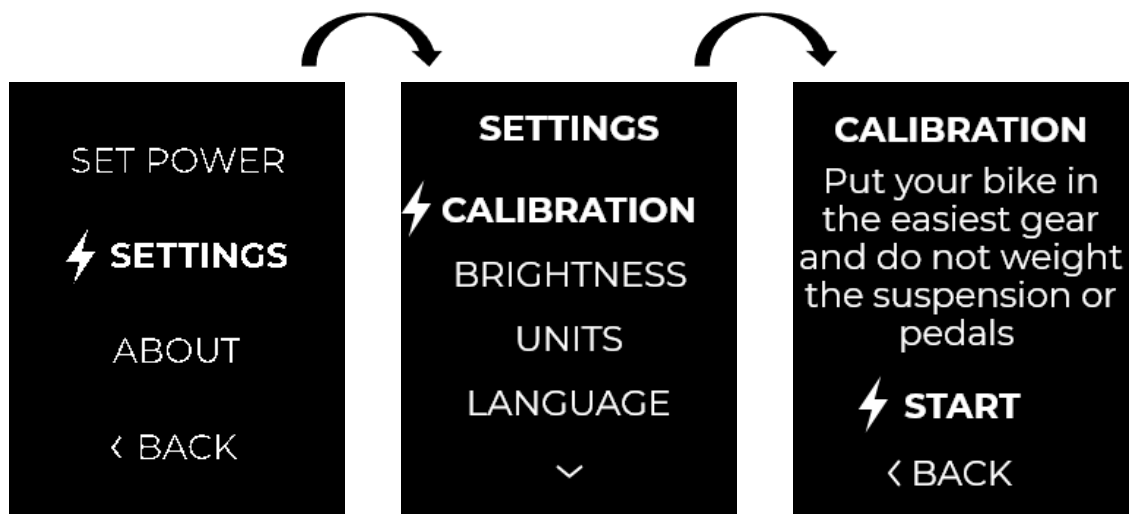 SET POWER
SETTINGS
ABOUT
‹ BACK
SETTINGS
CALIBRATION
BRIGHTNESS
UNITS
LANGUAGE
CALIBRATION
Put your bike in
the easiest gear
and do not weight
the suspension or
pedals
START
‹ BACK